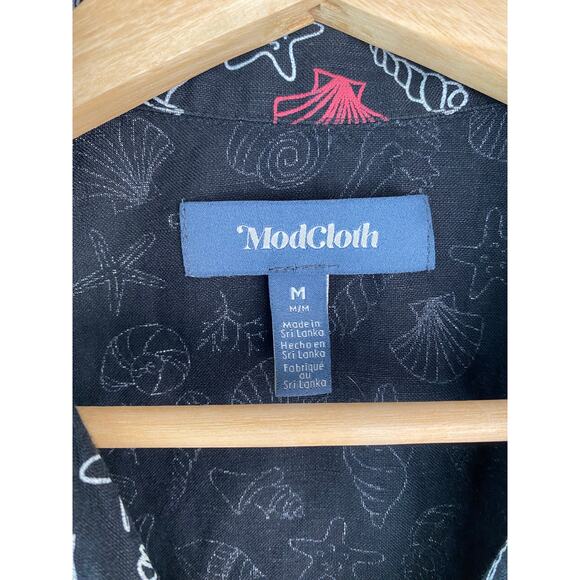 ModCloth
M
M/M
Made in
Sri Lanka
Hecho en
Sri Lanka
Fabriqué
au
Sri Lanka